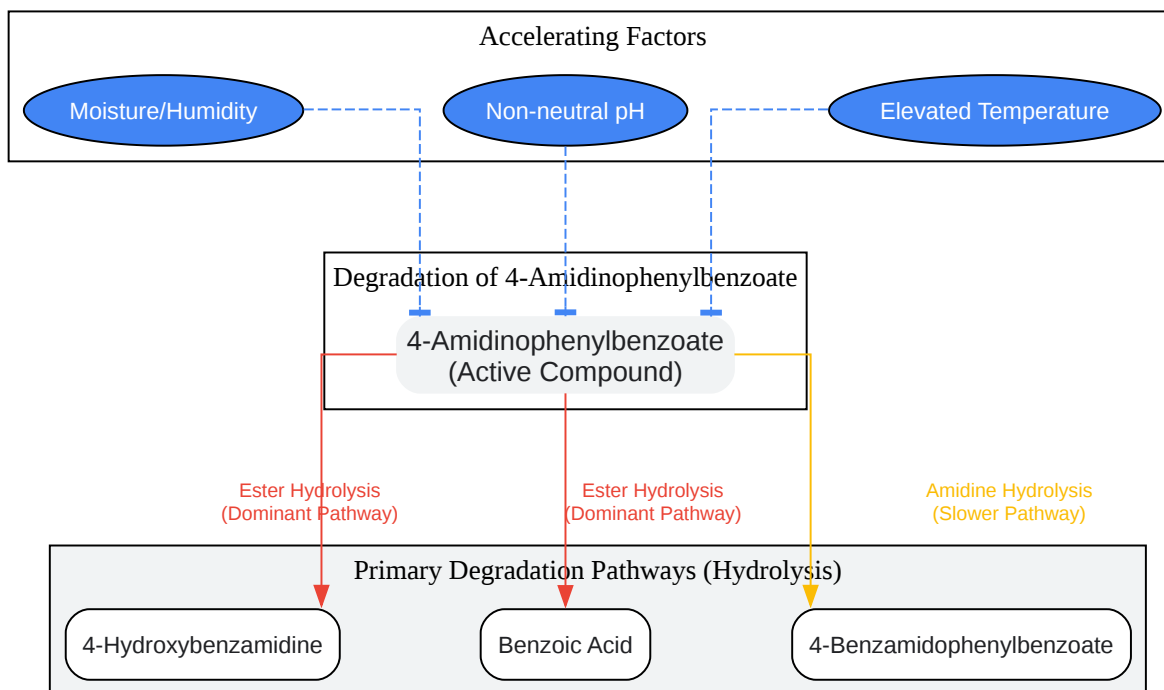 Accelerating Factors
Moisture/Humidity
Non-neutral pH
Elevated Temperature
Degradation of 4-Amidinophenylbenzoate
4-Amidinophenylbenzoate
(Active Compound)
Ester Hydrolysis
(Dominant Pathway)
Ester Hydrolysis
(Dominant Pathway)
Amidine Hydrolysis
(Slower Pathway)
Primary Degradation Pathways (Hydrolysis)
4-Hydroxybenzamidine
Benzoic Acid
4-Benzamidophenylbenzoate